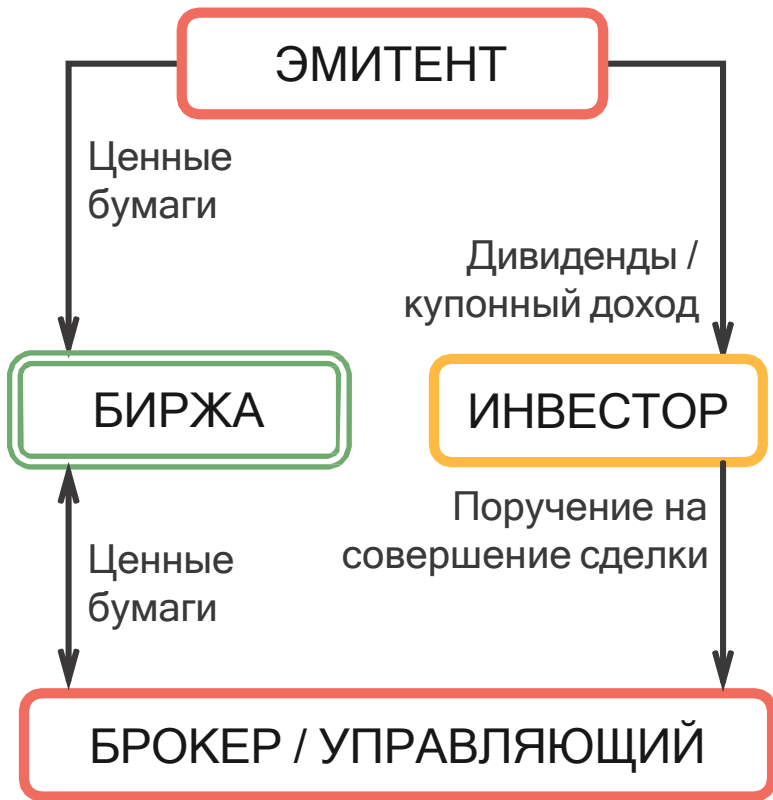 ЭМИТЕНТ
Ценные
бумаги
Дивиденды /
купонный доход
БИРЖА
ИНВЕСТОР
Поручение на
совершение сделки
Ценные
бумаги
БРОКЕР / УПРАВЛЯЮЩИЙ